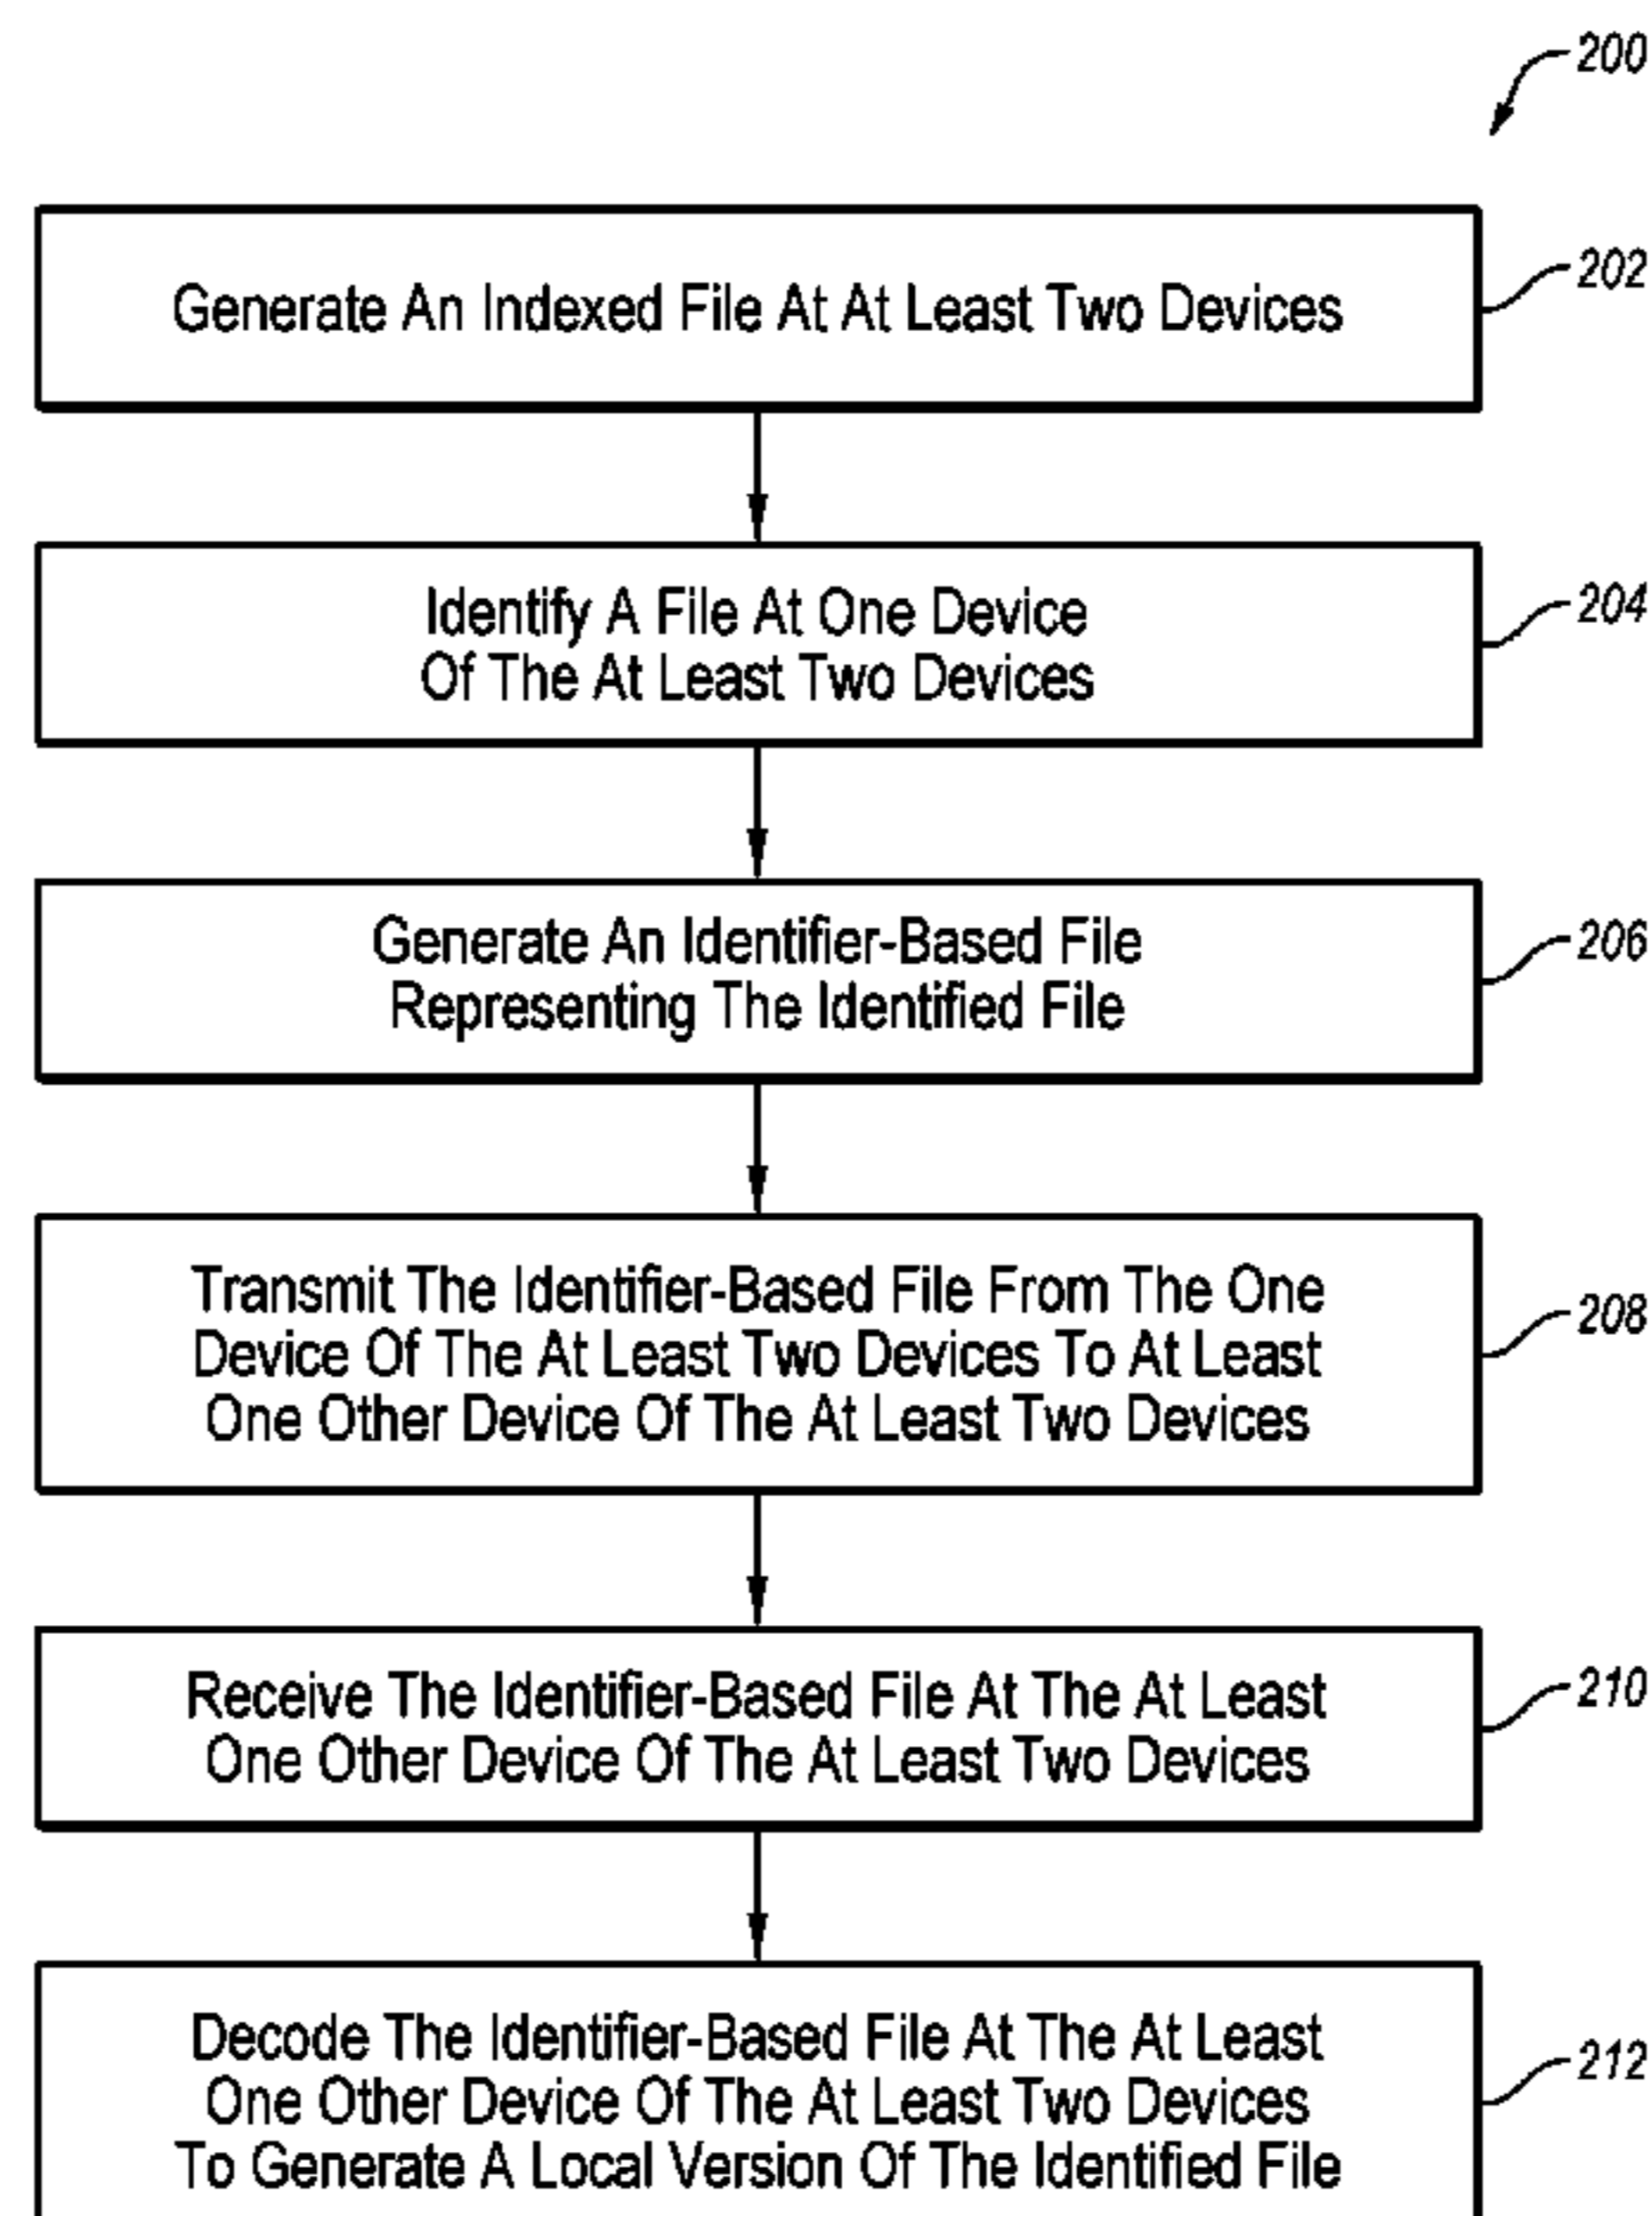 200
Generate An Indexed File At At Least Two Devices
202
Identify A File At One Device
Of The At Least Two Devices
204
Generate An Identifier-Based File
Representing The Identified File
206
Transmit The Identifier-Based File From The One
Device Of The At Least Two Devices To At Least
One Other Device Of The At Least Two Devices
208
Receive The Identifier-Based File At The At Least
One Other Device Of The At Least Two Devices
210
Decode The Identifier-Based File At The At Least
One Other Device Of The At Least Two Devices
To Generate A Local Version Of The Identified File
212